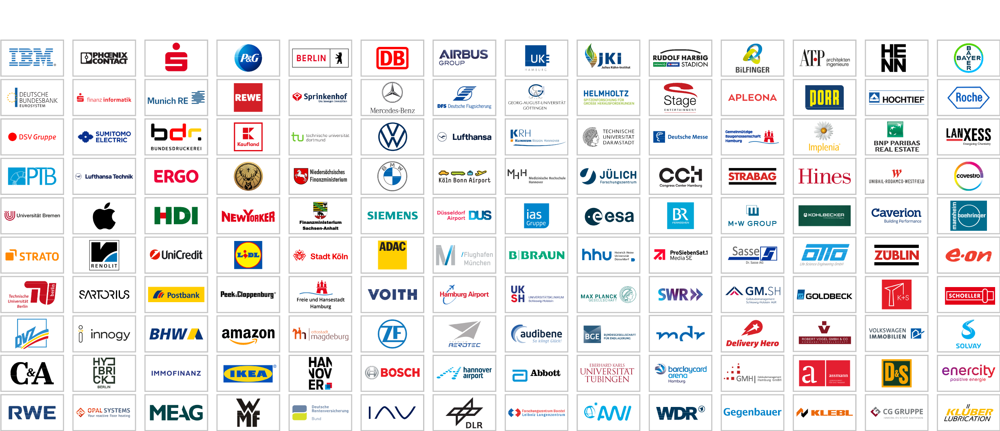 IBM®
PHŒNIX
CONTACT
P&G
BERLIN
DB
AIRBUS
GROUP
UKE
HAMBURG
JKI
Julius Kühn-Institut
RUDOLF HARBIG
DREWAG KONSUM STADION
BiLFINGER
ATP architekten
ingenieure
HE
NN
BAYER
BAYER
DEUTSCHE
BUNDESBANK
EUROSYSTEM
finanz informatik
Munich RE
REWE
Sprinkenhof
Uns bewegen Immobilien
Mercedes-Benz
DFS Deutsche Flugsicherung
GEORG-AUGUST-UNIVERSITÄT
GÖTTINGEN
HELMHOLTZ
SPITZENFORSCHUNG FÜR
GROSSE HERAUSFORDERUNGEN
Stage
ENTERTAINMENT
APLEONA
PORR
HOCHTIEF
Roche
DSV Gruppe
SUMITOMO
ELECTRIC
bdr.
BUNDESDRUCKEREI
K
Kaufland
tu technische universität
dortmund
VW
Lufthansa
KRH
KLINIKUM REGION HANNOVER
TECHNISCHE
UNIVERSITÄT
DARMSTADT
Deutsche Messe
Gemeinnützige
Baugenossenschaft
Hamburg
Implenia®
BNP PARIBAS
REAL ESTATE
LANXESS
Energizing Chemistry
PTB
Lufthansa Technik
ERGO
Niedersächsisches
Finanzministerium
BMW
Köln Bonn Airport
MHH Medizinische Hochschule
Hannover
JÜLICH
Forschungszentrum
CCH
Congress Center Hamburg
STRABAG
Hines
UNIBAIL-RODAMCO-WESTFIELD
covestro
Universität Bremen
HDI
NEWYORKER
Finanzministerium
Sachsen-Anhalt
SIEMENS
Düsseldorf
Airport DUS
ias
Gruppe
esa
BR
FERNSEHEN
M+W GROUP
KOHLBECKER
Caverion
Building Performance
mannheim
boehringer
STRATO
RENOLIT
UniCredit
LIDL
Stadt Köln
ADAC
M /Flughafen
München
B|BRAUN
hhu Heinrich Heine
Universität
Düsseldorf
ProSiebenSat.1
Media SE
Sasse
Dr. Sasse AG
OTTO
Life Science Engineering GmbH
ZÜBLIN
e·on
Technische
Universität
Berlin
berlin
SARTORIUS
Postbank
Peek&Cloppenburg*
Freie und Hansestadt
Hamburg
VOITH
Hamburg Airport
UK
SH UNIVERSITÄTSKLINIKUM
Schleswig-Holstein
MAX PLANCK
GESELLSCHAFT
SWR
GM.SH
Gebäudemanagement
Schleswig-Holstein AöR
GOLDBECK
K+S
SCHOELLER
DVZ
innogy
BHW
amazon
ottostadt
magdeburg
ZF
PREMIUM
AEROTEC
audibene
So klingt Glück!
BGE BUNDESGESELLSCHAFT
FÜR ENDLAGERUNG
mdr
Delivery Hero
ROBERT VOGEL GMBH & CO
KOMMANDITGESELLSCHAFT
VOLKSWAGEN
IMMOBILIEN
SOLVAY
C&A
HY
BRI
CK
BERLIN
IMMOFINANZ
IKEA®
HAN
NOV
ER
BOSCH
hannover
airport
Abbott
EBERHARD KARLS
UNIVERSITÄT
TÜBINGEN
barclaycard
arena
Hamburg
GMH Gebäudemanagement
Hamburg GmbH
a assmann
D&S
enercity
positive energie
RWE
OPAL SYSTEMS
Your reactive floor heating
MEAG
WMF
Deutsche
Rentenversicherung
Bund
IAV
DLR
Forschungszentrum Borstel
Leibniz Lungenzentrum
AWI
WDR
Gegenbauer
KLEBL
CG GRUPPE
IMMOBILIEN NEUER DIMENSION
KLÜBER
LUBRICATION